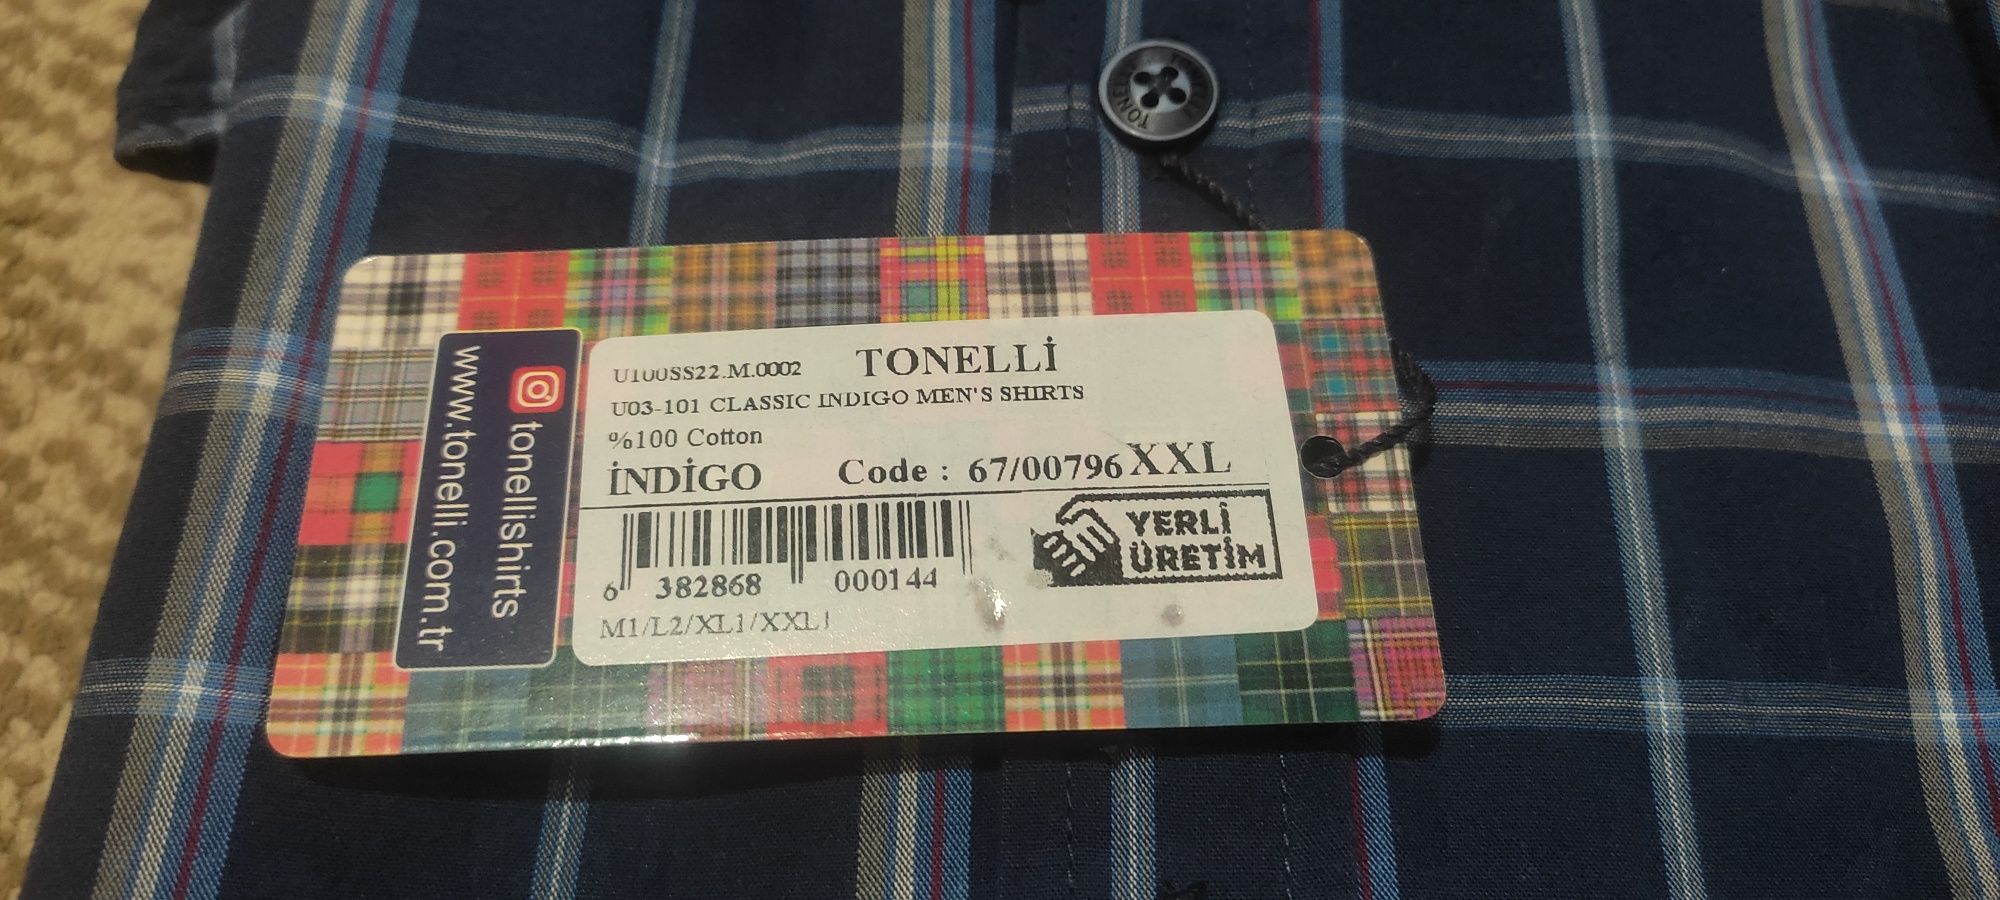 TONELLI
U100SS22.M.0002 TONELLİ
U03-101 CLASSIC INDIGO MEN'S SHIRTS
%100 Cotton
İNDİGO Code : 67/00796 XXL
6 382868 000144
YERLİ
ÜRETİM
M1/L2/XL1/XXL1
tonellishirts
www.tonelli.com.tr